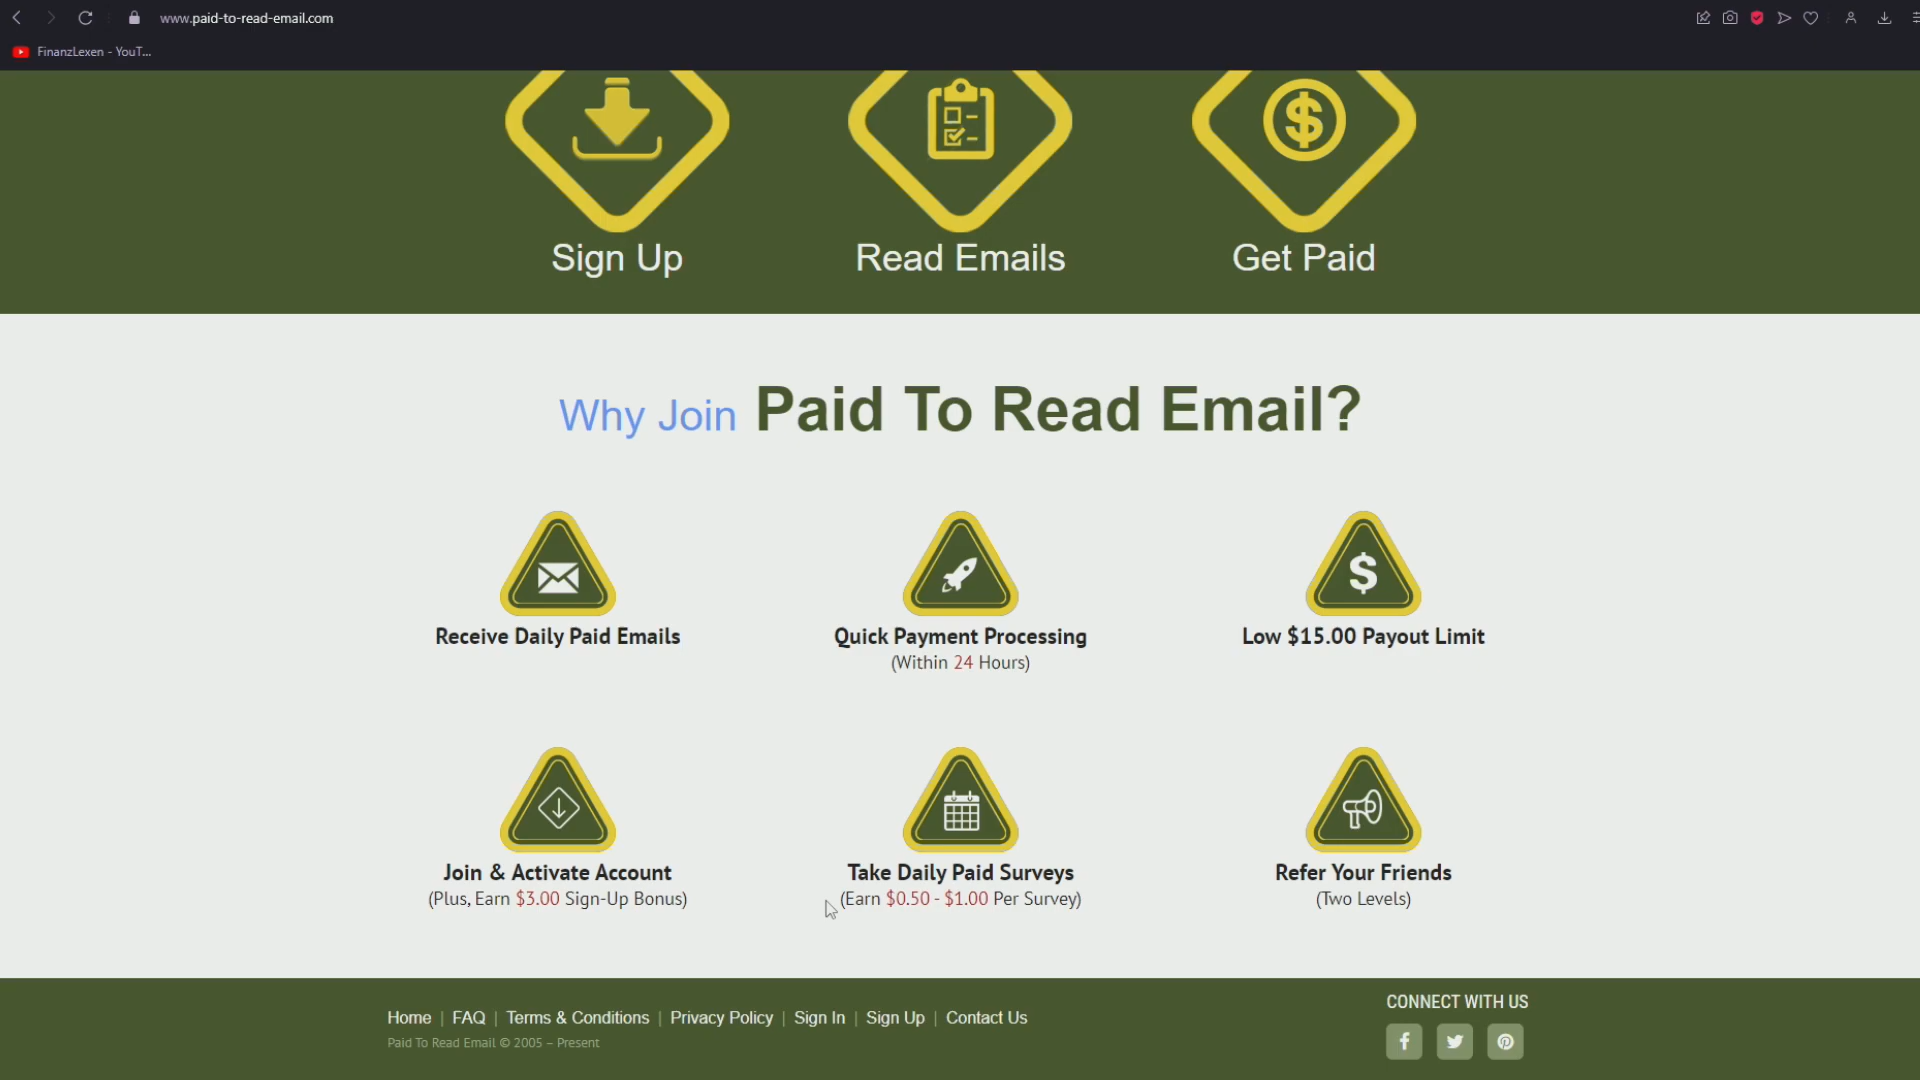 www.paid-to-read-email.com
FinanzLexen - YouT...
Sign Up
Read Emails
Get Paid
Why Join Paid To Read Email?
Receive Daily Paid Emails
Quick Payment Processing
(Within 24 Hours)
Low $15.00 Payout Limit
Join & Activate Account
(Plus, Earn $3.00 Sign-Up Bonus)
Take Daily Paid Surveys
(Earn $0.50 - $1.00 Per Survey)
Refer Your Friends
(Two Levels)
Home | FAQ | Terms & Conditions | Privacy Policy | Sign In | Sign Up | Contact Us
Paid To Read Email © 2005 – Present
CONNECT WITH US